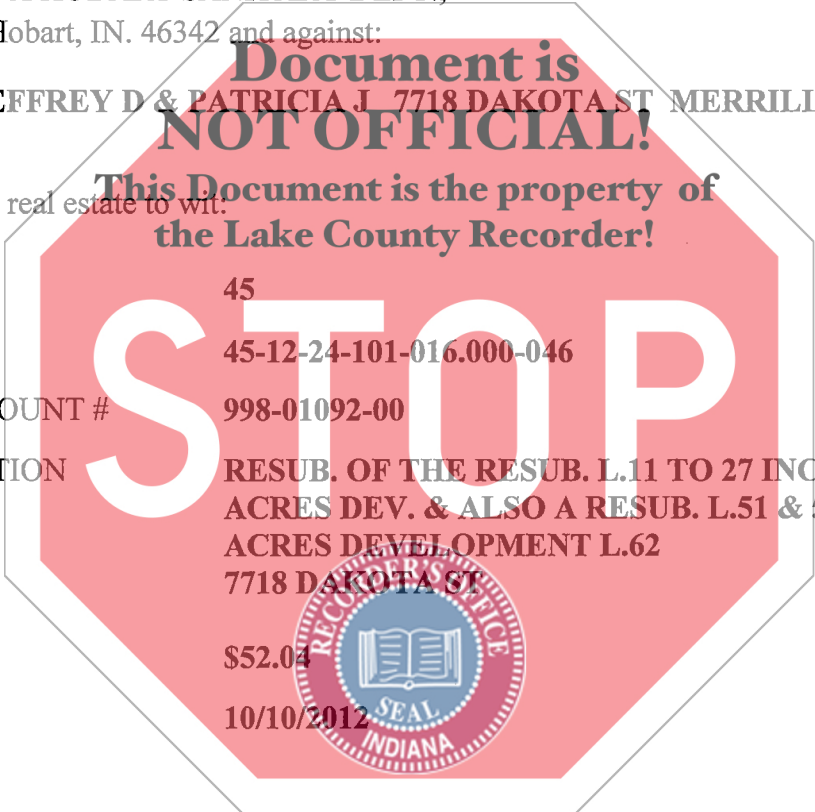 Hobart, IN. 46342 and against:
Document is
EFFREY D & PATRICIA J 7718 DAKOTA ST MERRILL
NOT OFFICIAL!
This Document is the property of
real estate to wit:
the Lake County Recorder!
45
STOP
45-12-24-101-016.000-046
OUNT # 998-01092-00
TION RESUB. OF THE RESUB. L.11 TO 27 INC
ACRES DEV. & ALSO A RESUB. L.51 &
ACRES DEVELOPMENT L.62
7718 DAKOTA ST
RECORDER'S OFFICE
$52.04
10/10/2012
SEAL
INDIANA